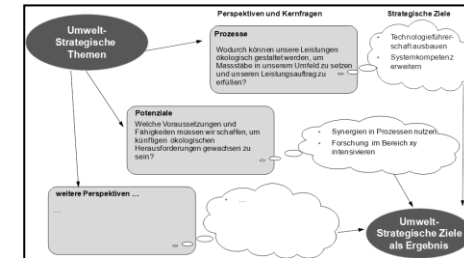 Perspektiven und Kernfragen
Strategische Ziele
Umwelt-
Strategische
Themen
Prozesse
Wodurch können unsere Leistungen
ökologisch gestaltet werden, um
Massstäbe in unserem Umfeld zu setzen
und unseren Leistungsauftrag zu
erfüllen?
• Technologieführer-
schaft ausbauen
• Systemkompetenz
erweitern
Potenziale
Welche Voraussetzungen und
Fähigkeiten müssen wir schaffen, um
künftigen ökologischen
Herausforderungen gewachsen zu
sein?
• Synergien in Prozessen nutzen
• Forschung im Bereich xy
intensivieren
weitere Perspektiven ...
....
• ....
Umwelt-
Strategische Ziele
als Ergebnis